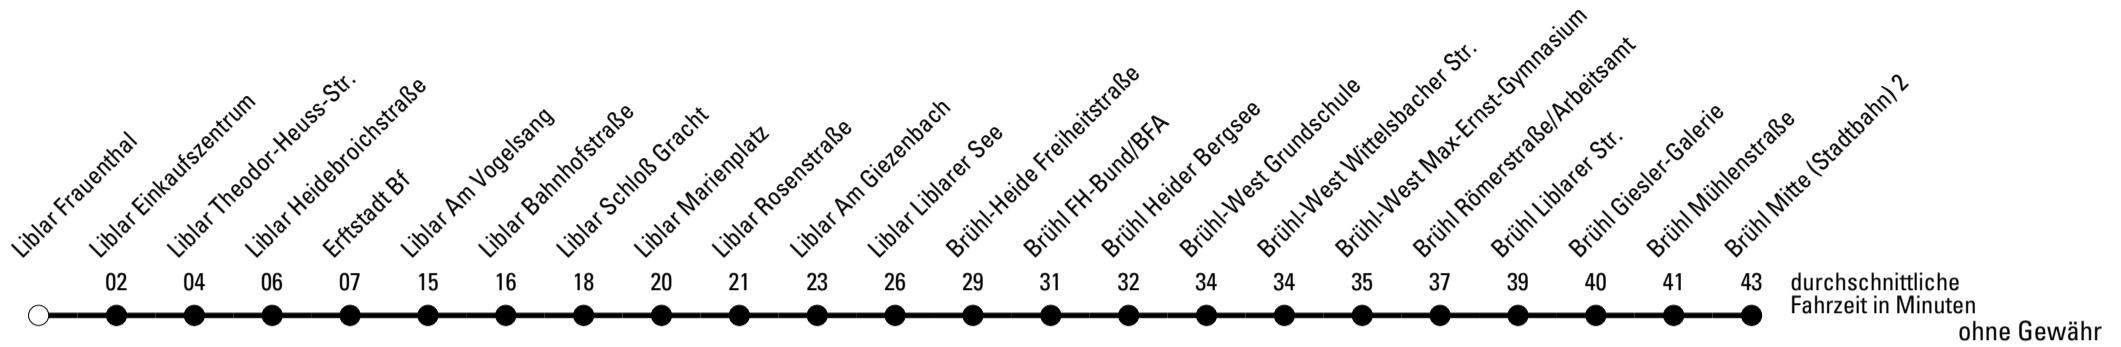 Liblar Frauenthal
Liblar Einkaufszentrum
Liblar Theodor-Heuss-Str.
Liblar Heidebroichstraße
Erftstadt Bf
Liblar Am Vogelsang
Liblar Bahnhofstraße
Liblar Schloß Gracht
Liblar Marienplatz
Liblar Rosenstraße
Liblar Am Giezenbach
Liblar Liblarer See
Brühl-Heide Freiheitstraße
Brühl FH-Bund/BFA
Brühl Heider Bergsee
Brühl-West Grundschule
Brühl-West Wittelsbacher Str.
Brühl-West Max-Ernst-Gymnasium
Brühl Römerstraße/Arbeitsamt
Brühl Liblarer Str.
Brühl Giesler-Galerie
Brühl Mühlenstraße
Brühl Mitte (Stadtbahn) 2
02 04 06 07 15 16 18 20 21 23 26 29 31 32 34 34 35 37 39 40 41 43 durchschnittliche
Fahrzeit in Minuten
ohne Gewähr